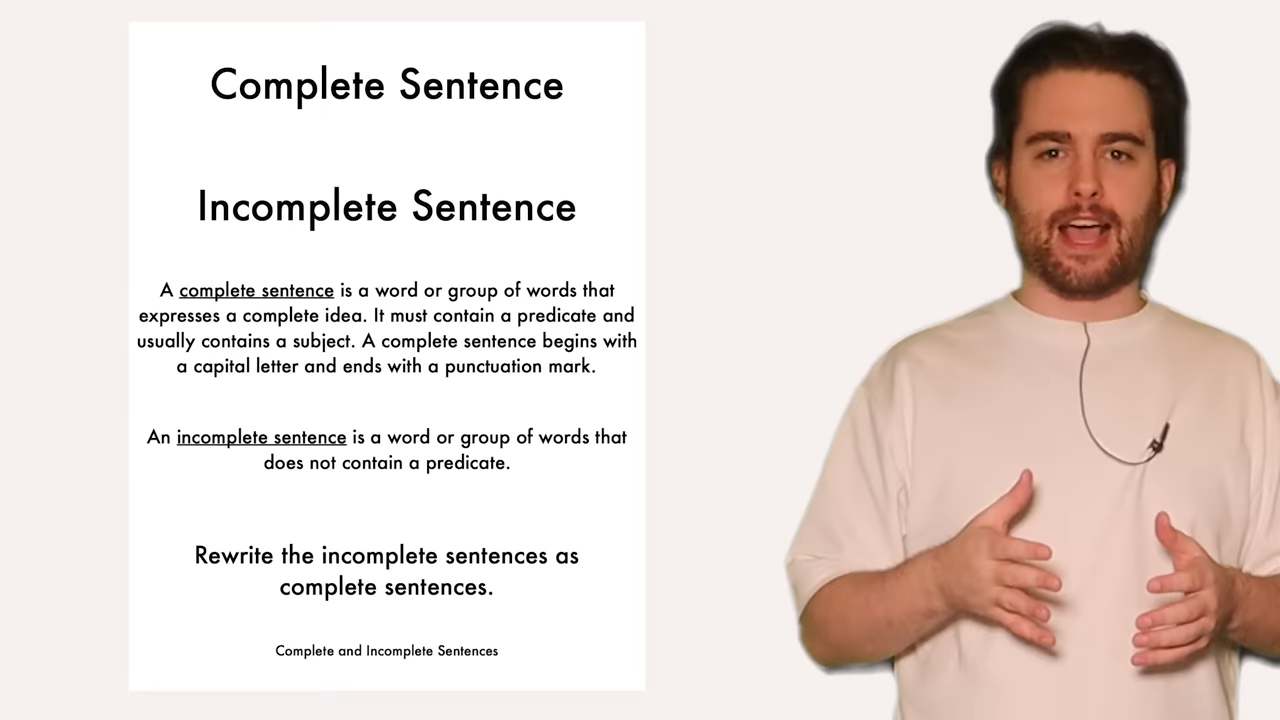 Complete Sentence
Incomplete Sentence
A complete sentence is a word or group of words that
expresses a complete idea. It must contain a predicate and
usually contains a subject. A complete sentence begins with
a capital letter and ends with a punctuation mark.
An incomplete sentence is a word or group of words that
does not contain a predicate.
Rewrite the incomplete sentences as
complete sentences.
Complete and Incomplete Sentences